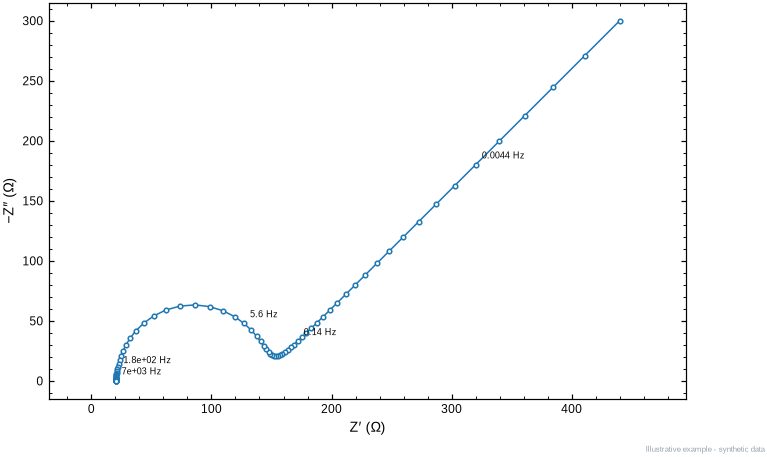 300
250
200
150
100
50
0
−Z″ (Ω)
0.0044 Hz
5.6 Hz
0.14 Hz
1.8e+02 Hz
7e+03 Hz
0 100 200 300 400
Z′ (Ω)
Illustrative example - synthetic data